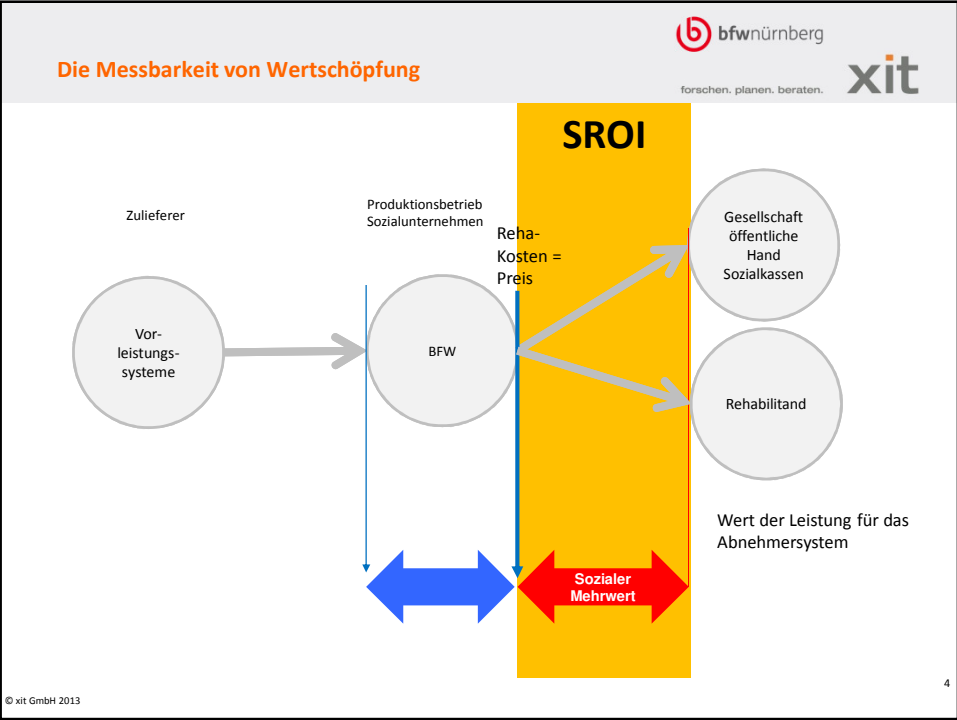 bfwnürnberg
Die Messbarkeit von Wertschöpfung
forschen. planen. beraten.
xit
SROI
Zulieferer
Produktionsbetrieb
Sozialunternehmen
Reha-
Kosten =
Preis
Gesellschaft
öffentliche
Hand
Sozialkassen
Vor-
leistungs-
systeme
BFW
Rehabilitand
Wert der Leistung für das
Abnehmersystem
Sozialer
Mehrwert
4
© xit GmbH 2013